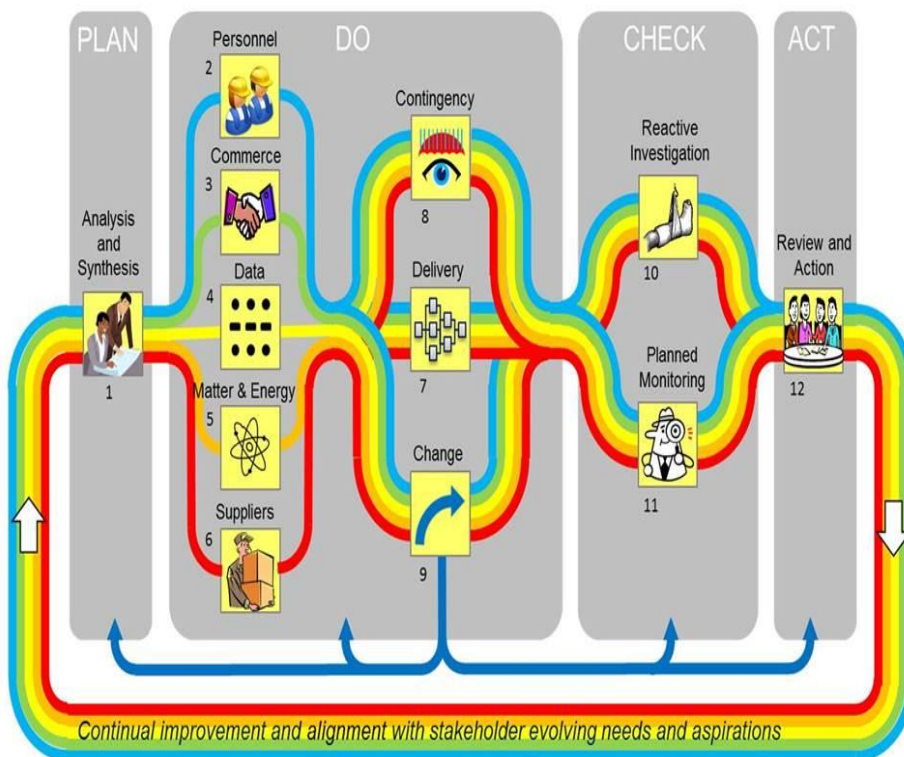 PLAN
DO
CHECK
ACT
Personnel
2
Commerce
3
Analysis
and
Synthesis
1
Data
4
Matter & Energy
5
Suppliers
6
Contingency
8
Delivery
7
Change
9
Reactive
Investigation
10
Planned
Monitoring
11
Review and
Action
12
Continual improvement and alignment with stakeholder evolving needs and aspirations